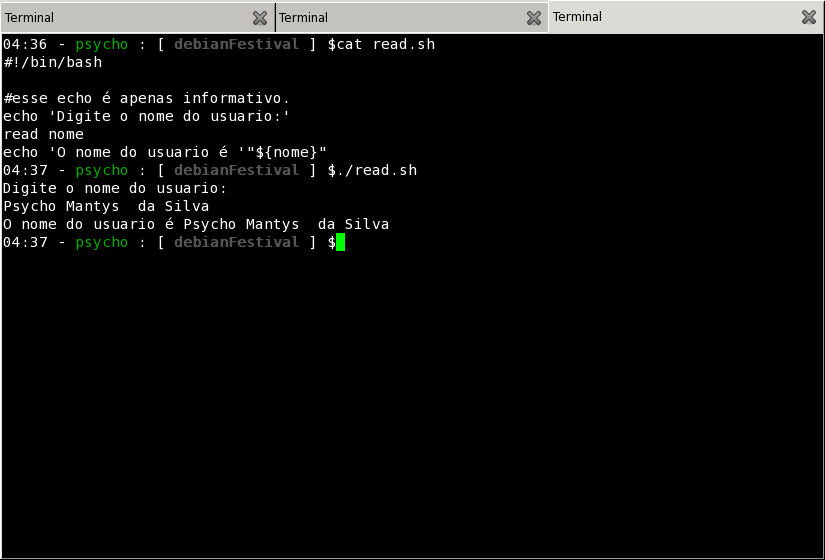 Terminal Terminal Terminal
04:36 - psycho : [ debianFestival ] $cat read.sh
#!/bin/bash
#esse echo é apenas informativo.
echo 'Digite o nome do usuario:'
read nome
echo 'O nome do usuario é '"${nome}"
04:37 - psycho : [ debianFestival ] $./read.sh
Digite o nome do usuario:
Psycho Mantys  da Silva
O nome do usuario é Psycho Mantys  da Silva
04:37 - psycho : [ debianFestival ] $